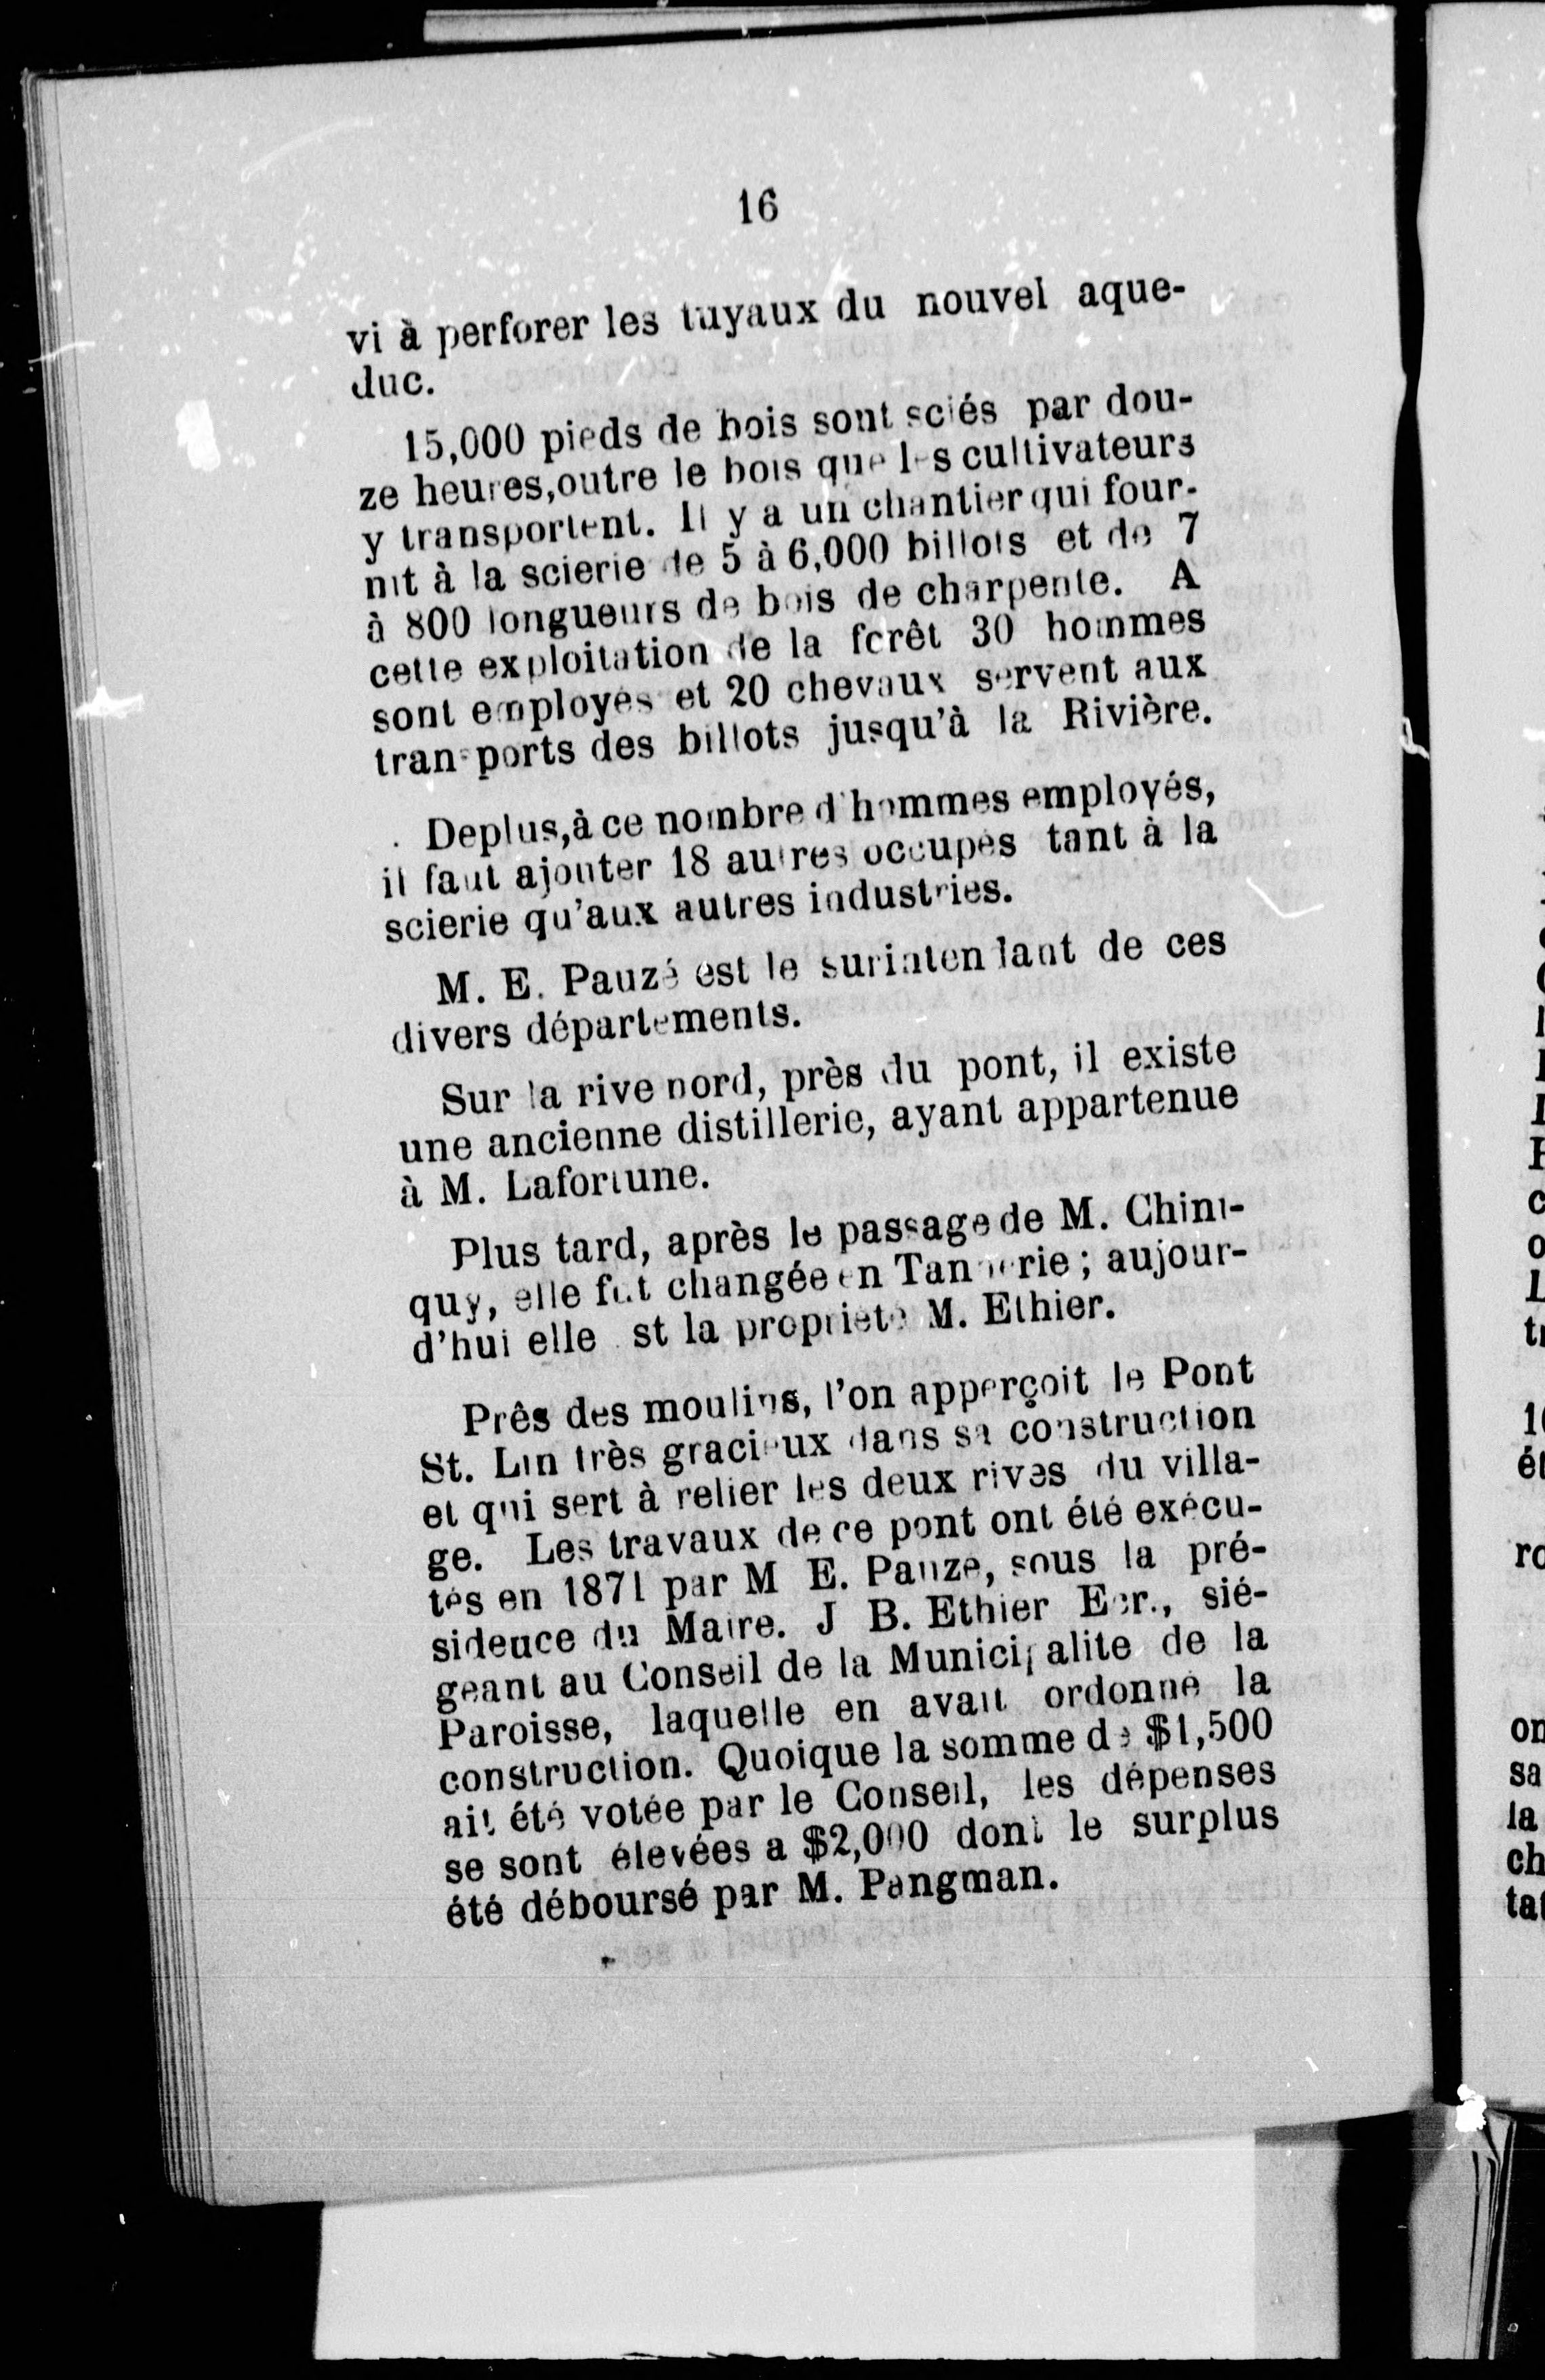 16
vi à perforer les tuyaux du nouvel aque-
duc.
15,000 pieds de bois sont sciés par dou-
ze heures,outre le bois que les cultivateurs
y transportent. Il y a un chantier qui four-
nit à la scierie de 5 à 6,000 billots et de 7
à 800 longueurs de bois de charpente. A
cette exploitation de la forêt 30 hommes
sont employés et 20 chevaux servent aux
transports des billots jusqu'à la Rivière.
Deplus,à ce nombre d'hommes employés,
il faut ajouter 18 autres occupés tant à la
scierie qu'aux autres industries.
M. E. Pauzé est le surintendant de ces
divers départements.
Sur la rive nord, près du pont, il existe
une ancienne distillerie, ayant appartenue
à M. Lafortune.
Plus tard, après le passage de M. Chini-
quy, elle fut changée en Tannerie ; aujour-
d'hui elle st la propriété M. Ethier.
Près des moulins, l'on apperçoit le Pont
St. Lin très gracieux dans sa construction
et qui sert à relier les deux rives du villa-
ge. Les travaux de ce pont ont été exécu-
tés en 1871 par M E. Pauze, sous la pré-
sidence du Maire. J B. Ethier Ecr., sié-
geant au Conseil de la Municipalite de la
Paroisse, laquelle en avait ordonné la
construction. Quoique la somme de $1,500
ait été votée par le Conseil, les dépenses
se sont élevées a $2,000 dont le surplus
été déboursé par M. Pangman.